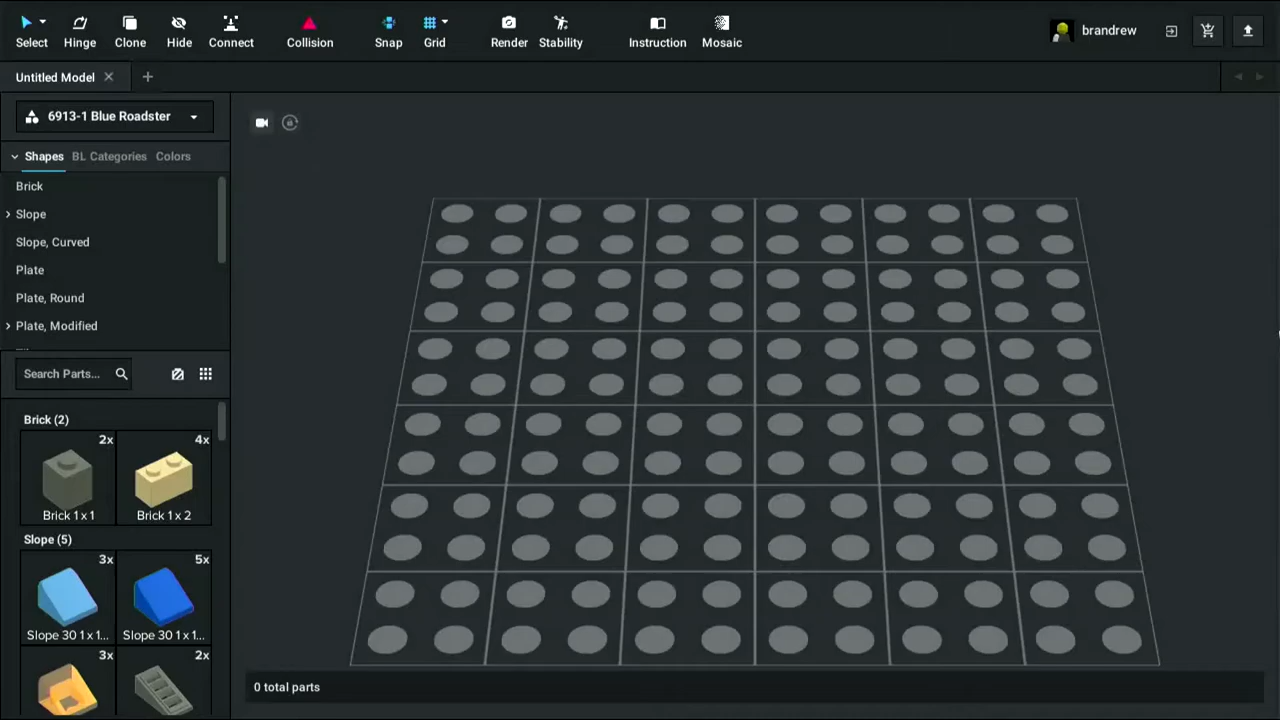 Select
Hinge
Clone
Hide
Connect
Collision
Snap
Grid
Render
Stability
Instruction
Mosaic
brandrew
Untitled Model
6913-1 Blue Roadster
Shapes
BL Categories
Colors
Brick
Slope
Slope, Curved
Plate
Plate, Round
Plate, Modified
Search Parts...
Brick (2)
2x
4x
Brick 1 x 1
Brick 1 x 2
Slope (5)
3x
5x
Slope 30 1 x 1...
Slope 30 1 x 1...
3x
2x
0 total parts